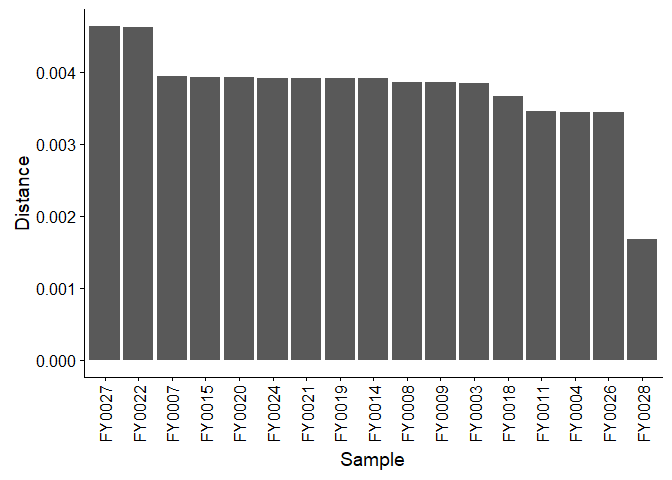 Distance
0.004
0.003
0.002
0.001
0.000
FY0027
FY0022
FY0007
FY0015
FY0020
FY0024
FY0021
FY0019
FY0014
FY0008
FY0009
FY0003
FY0018
FY0011
FY0004
FY0026
FY0028
Sample